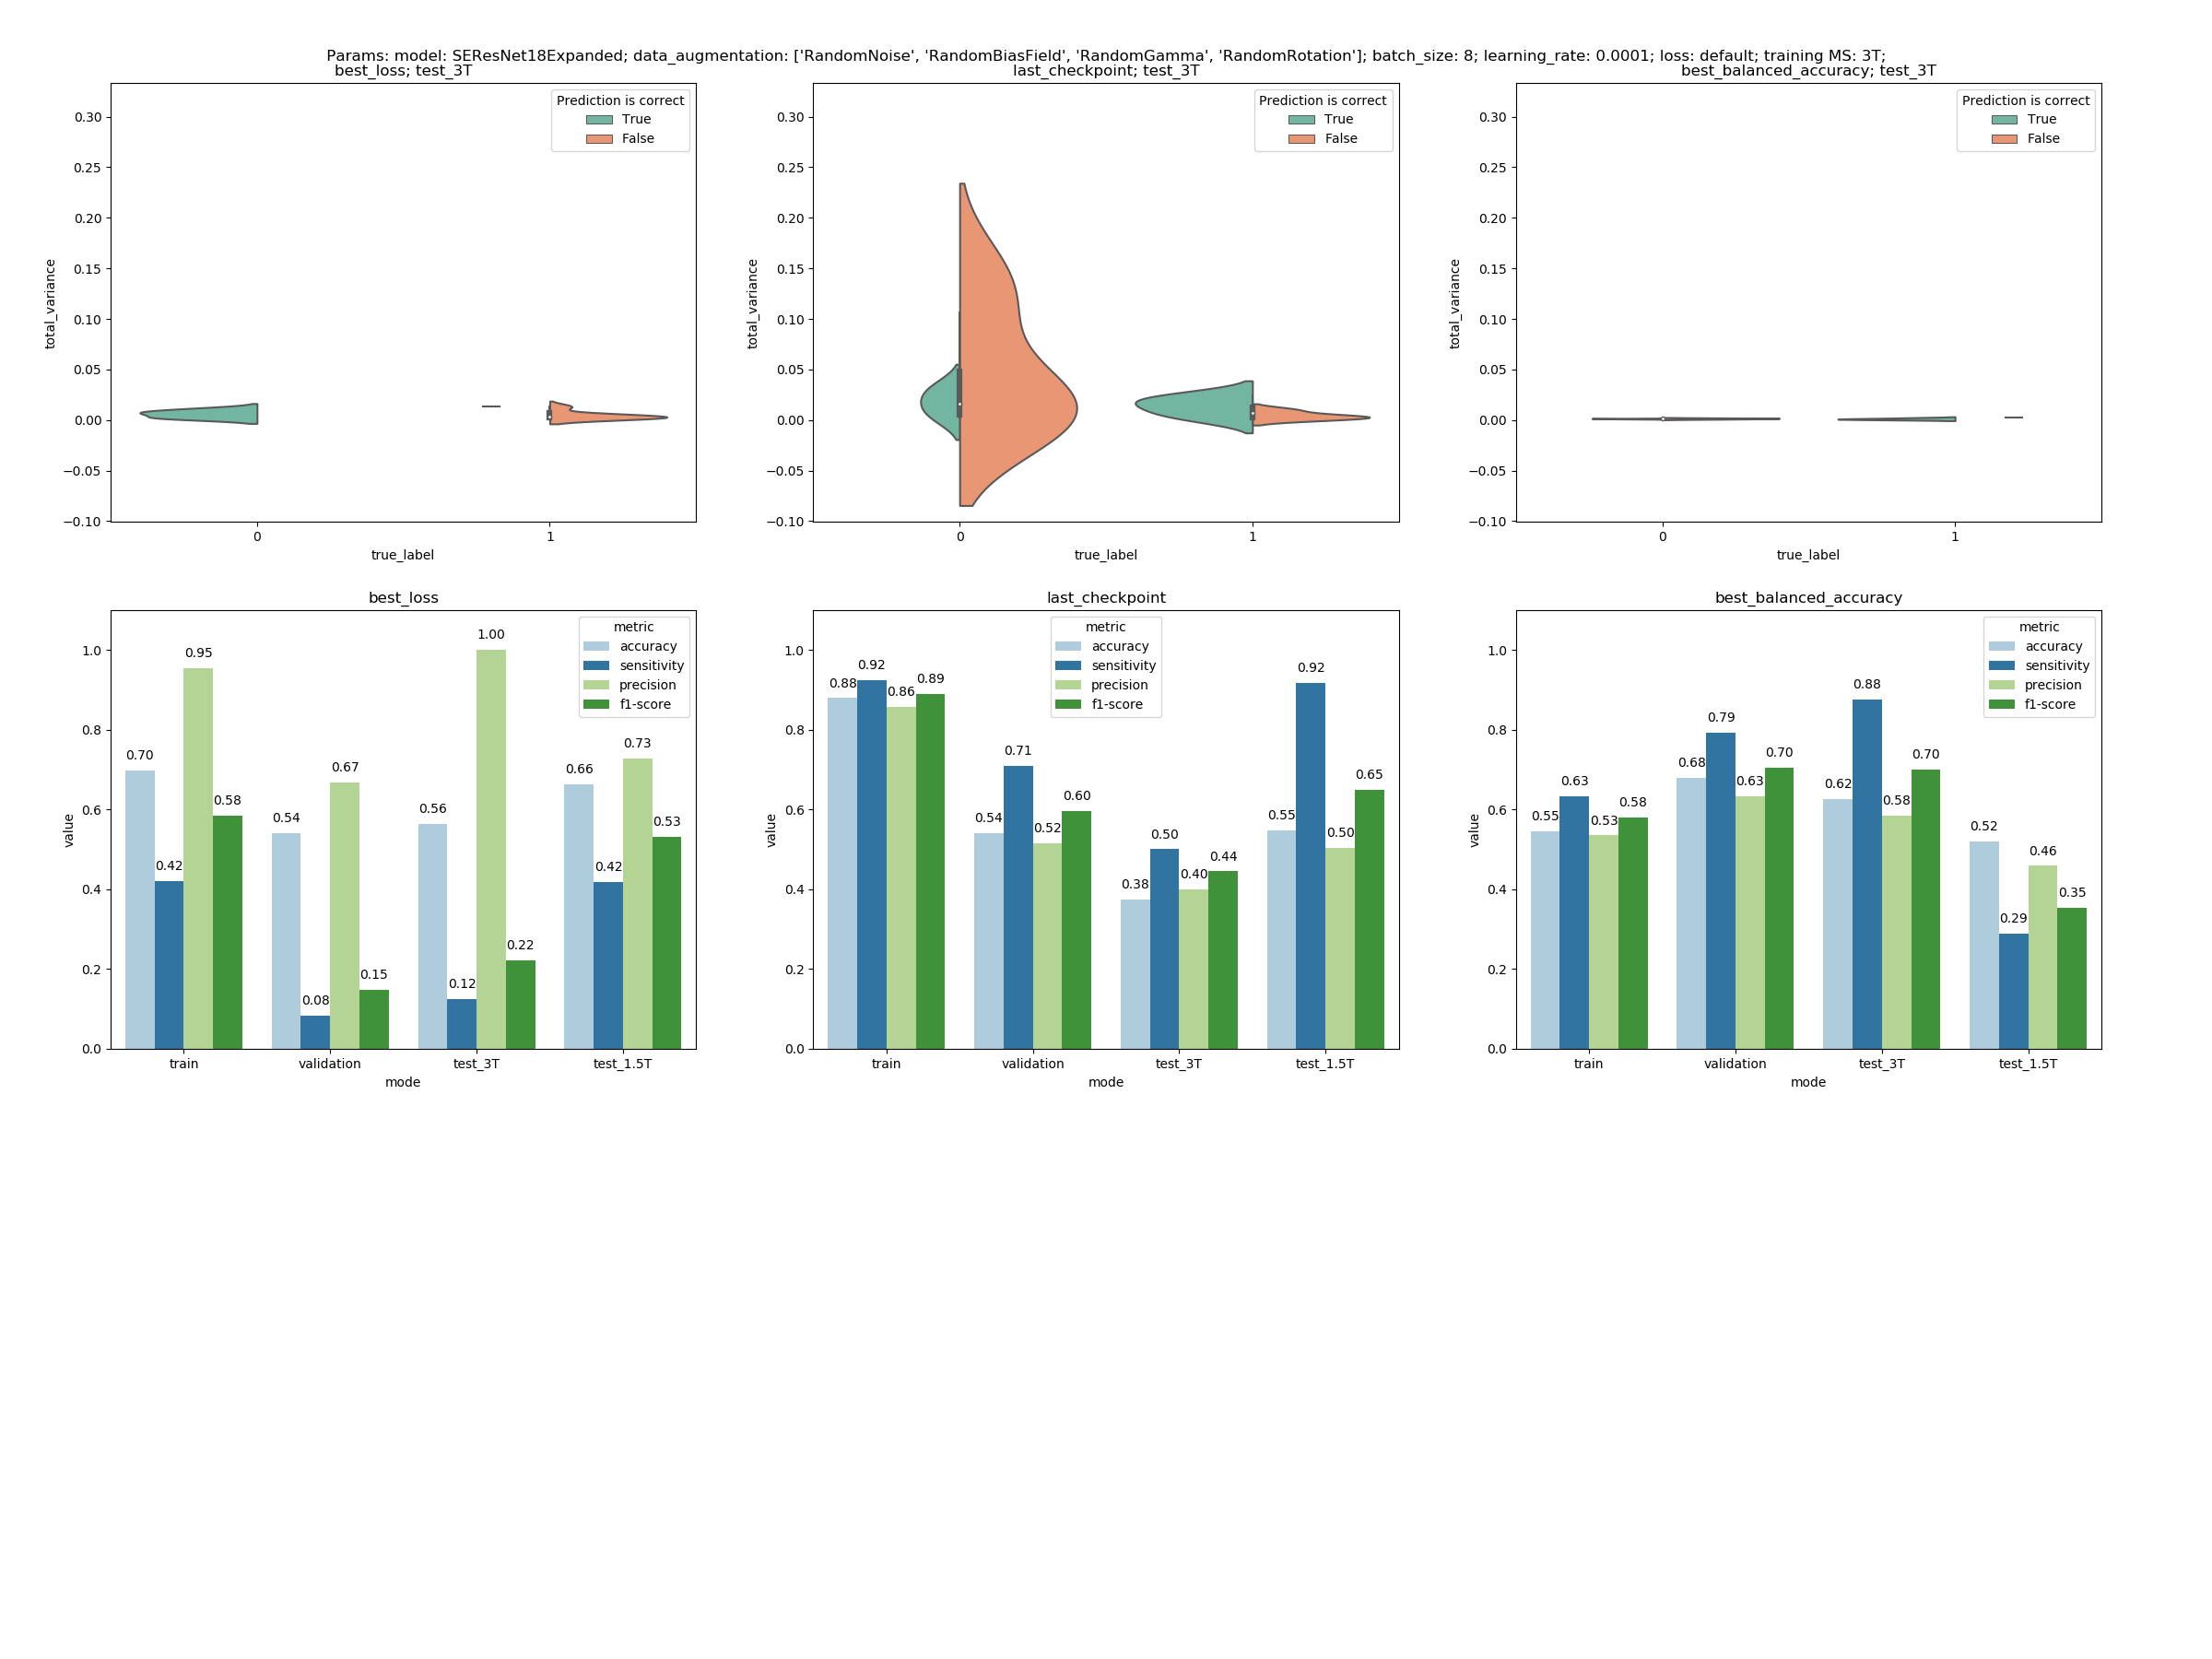 Params: model: SEResNet18Expanded; data_augmentation: ['RandomNoise', 'RandomBiasField', 'RandomGamma', 'RandomRotation']; batch_size: 8; learning_rate: 0.0001; loss: default; training MS: 3T;
best_loss; test_3T
Prediction is correct
True
False
0.30
0.25
0.20
0.15
0.10
0.05
0.00
−0.05
−0.10
total_variance
0
1
true_label
last_checkpoint; test_3T
Prediction is correct
True
False
0.30
0.25
0.20
0.15
0.10
0.05
0.00
−0.05
−0.10
total_variance
0
1
true_label
best_balanced_accuracy; test_3T
Prediction is correct
True
False
0.30
0.25
0.20
0.15
0.10
0.05
0.00
−0.05
−0.10
total_variance
0
1
true_label
best_loss
metric
accuracy
sensitivity
precision
f1-score
1.0
0.8
0.6
0.4
0.2
0.0
value
0.70
0.42
0.95
0.58
0.54
0.08
0.67
0.15
0.56
0.12
1.00
0.22
0.66
0.42
0.73
0.53
train
validation
test_3T
test_1.5T
mode
last_checkpoint
metric
accuracy
sensitivity
precision
f1-score
1.0
0.8
0.6
0.4
0.2
0.0
value
0.88
0.92
0.86
0.89
0.54
0.71
0.52
0.60
0.38
0.50
0.40
0.44
0.55
0.92
0.50
0.65
train
validation
test_3T
test_1.5T
mode
best_balanced_accuracy
metric
accuracy
sensitivity
precision
f1-score
1.0
0.8
0.6
0.4
0.2
0.0
value
0.55
0.63
0.53
0.58
0.68
0.79
0.63
0.70
0.62
0.88
0.58
0.70
0.52
0.29
0.46
0.35
train
validation
test_3T
test_1.5T
mode